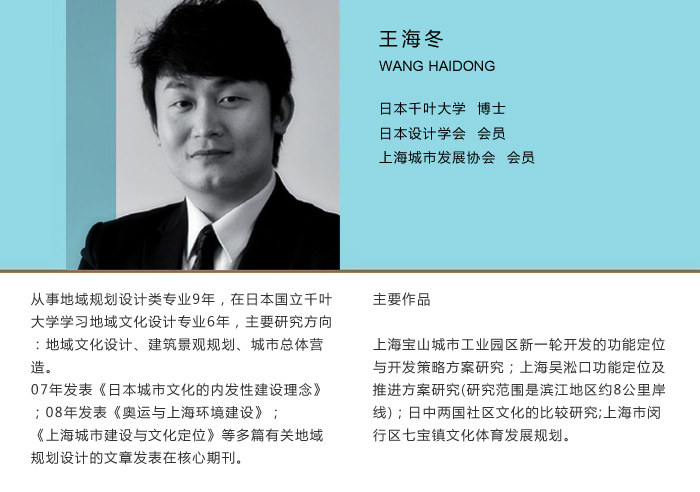 王海冬
WANG HAIDONG
日本千叶大学 博士
日本设计学会 会员
上海城市发展协会 会员
从事地域规划设计类专业9年，在日本国立千叶
大学学习地域文化设计专业6年，主要研究方向
：地域文化设计、建筑景观规划、城市总体营
造。
07年发表《日本城市文化的内发性建设理念》
；08年发表《奥运与上海环境建设》；
《上海城市建设与文化定位》等多篇有关地域
规划设计的文章发表在核心期刊。
主要作品
上海宝山城市工业园区新一轮开发的功能定位
与开发策略方案研究；上海吴淞口功能定位及
推进方案研究(研究范围是滨江地区约8公里岸
线)；日中两国社区文化的比较研究;上海市闵
行区七宝镇文化体育发展规划。